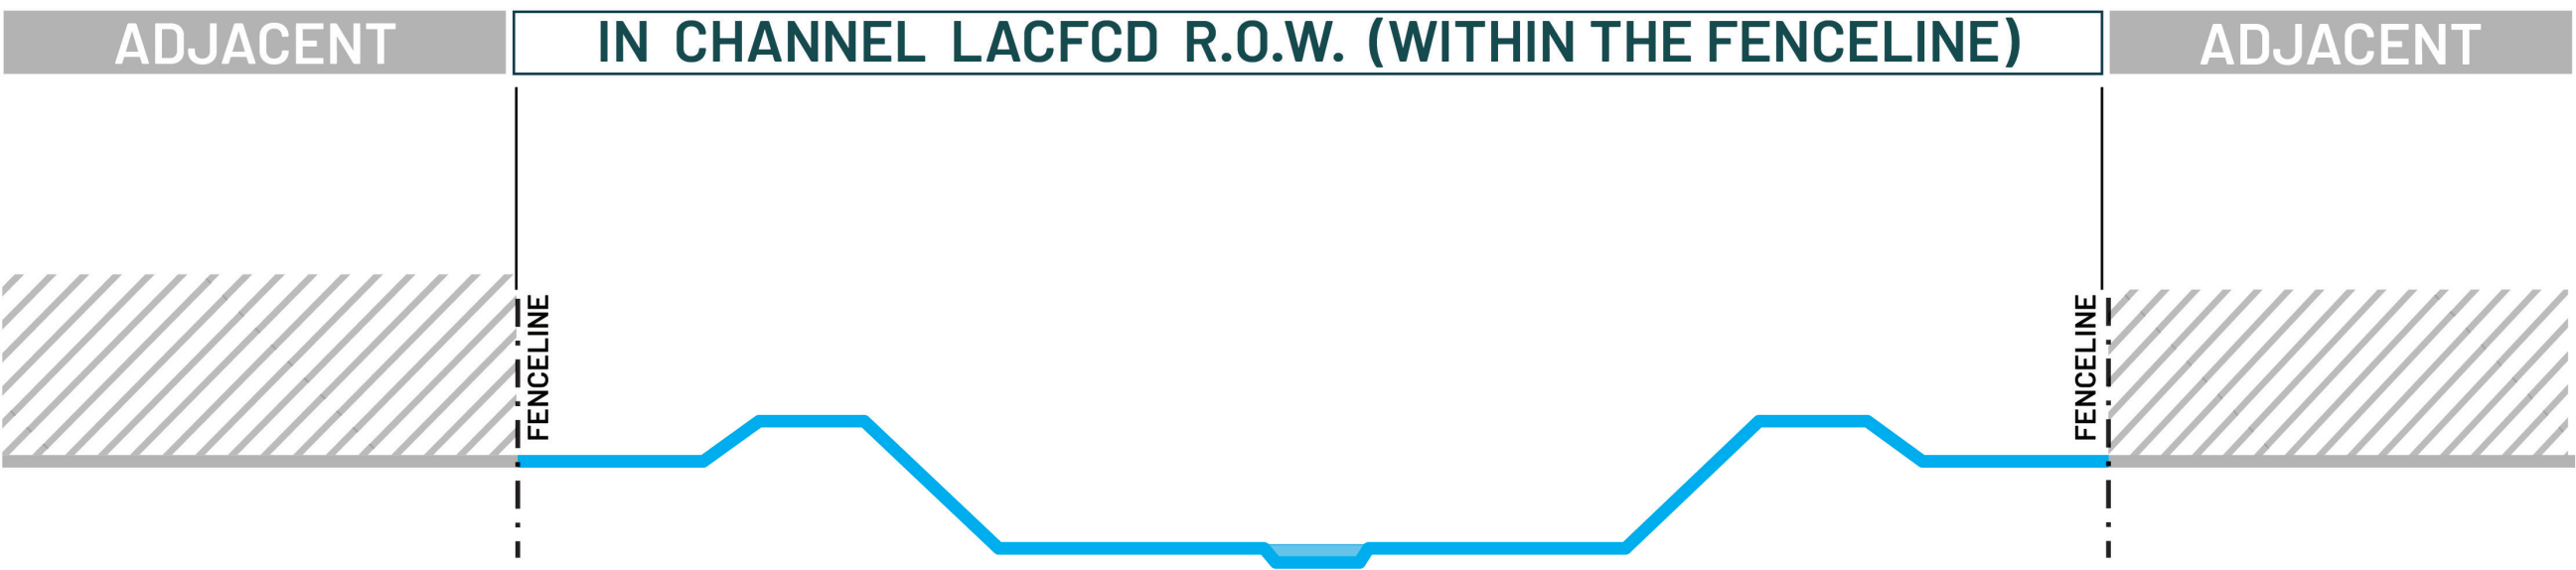 ADJACENT
IN CHANNEL LACFCD R.O.W. (WITHIN THE FENCELINE)
ADJACENT
FENCELINE
FENCELINE